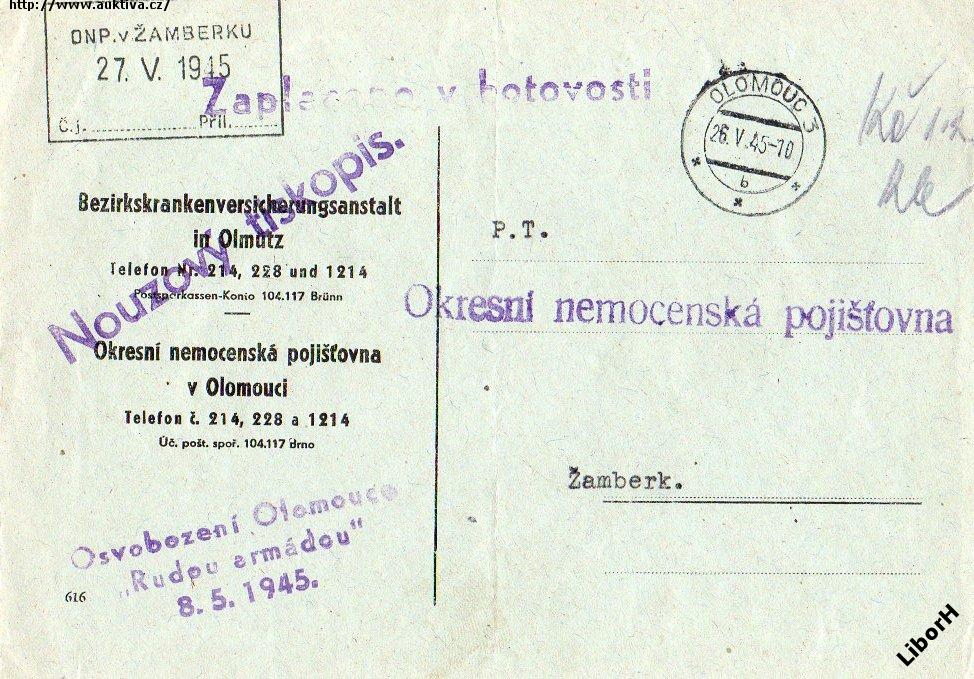 http://www.auktiva.cz/
ONP. v ŽAMBERKU
27. V. 1945
Č.j. Příl.
Zaplaceno v hotovosti
OLOMOUC 3
26. V. 45-10
b
Kč
Nouzový tiskopis.
Bezirkskrankenversicherungsanstalt
in Olmütz
Telefon Nr. 214, 228 und 1214
Postsparkassen-Konto 104.117 Brünn
Okresní nemocenská pojišťovna
v Olomouci
Telefon č. 214, 228 a 1214
Úč. pošt. spoř. 104.117 Brno
P.T.
Okresní nemocenská pojišťovna
Žamberk.
Osvobození Olomouce
„Rudou armádou"
8. 5. 1945.
616
LiborH